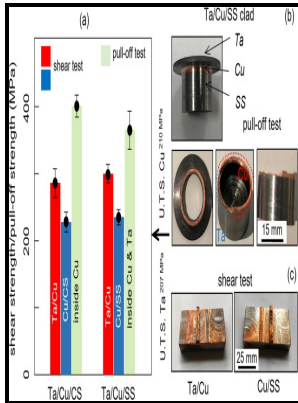 (a)
shear test
pull-off test
shear strength/pull-off strength (MPa)
400
200
0
Ta/Cu
Cu/CS
inside Cu
Ta/Cu
Cu/SS
inside Cu & Ta
Ta/Cu/CS
Ta/Cu/SS
U.T.S. Cu 210 MPa
U.T.S. Ta 207 MPa
Ta/Cu/SS clad
(b)
Ta
Cu
SS
pull-off test
Cu
Ta
15 mm
(c)
shear test
25 mm
Ta/Cu
Cu/SS